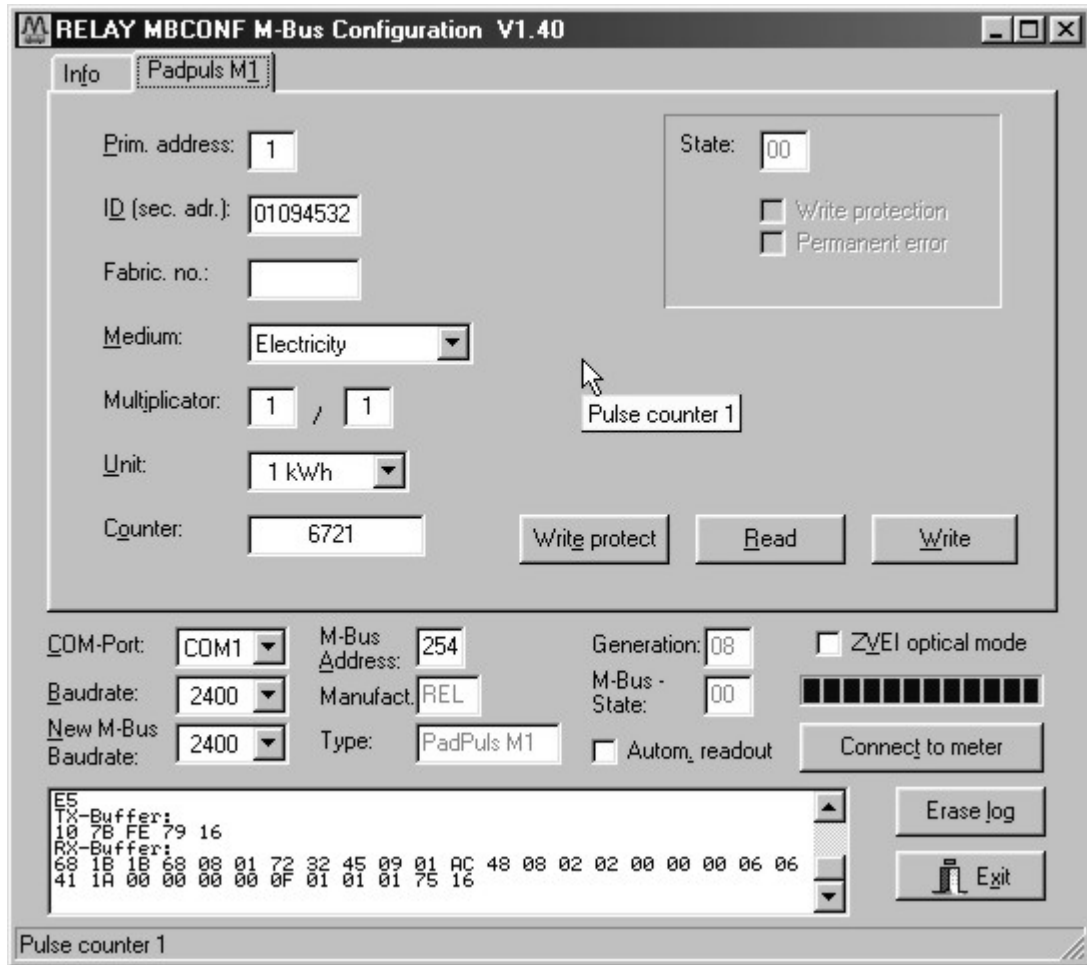 RELAY MBCONF M-Bus Configuration V1.40
Info Padpuls M1
Prim. address: 1
State: 00
ID (sec. adr.): 01094532
Write protection
Permanent error
Fabric. no.:
Medium: Electricity
Multiplicator: 1 / 1
Pulse counter 1
Unit: 1 kWh
Counter: 6721
Write protect Read Write
COM-Port: COM1
M-Bus Address: 254
Generation: 08
ZVEI optical mode
Baudrate: 2400
Manufact. REL
M-Bus - State: 00
New M-Bus Baudrate: 2400
Type: PadPuls M1
Autom. readout
Connect to meter
E5
TX-Buffer:
10 7B FE 79 16
RX-Buffer:
68 1B 1B 68 08 01 72 32 45 09 01 AC 48 08 02 02 00 00 00 06 06
41 1A 00 00 00 00 0F 01 01 01 75 16
Erase log
Exit
Pulse counter 1